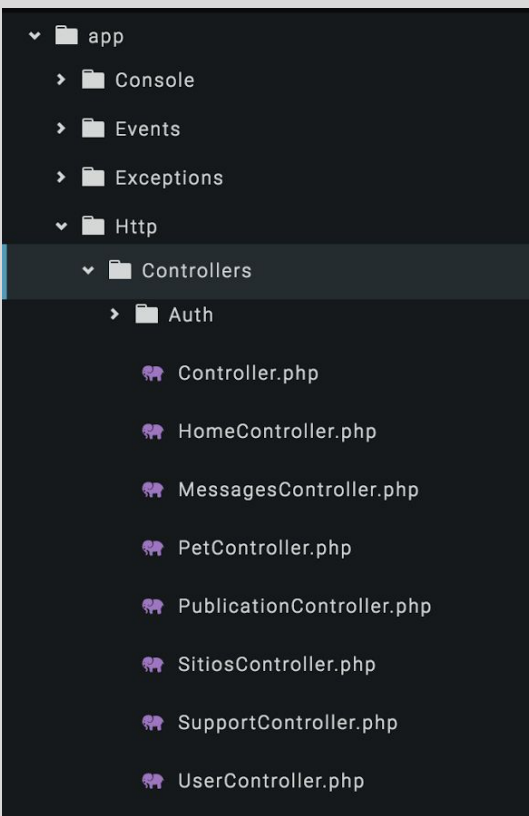 app
Console
Events
Exceptions
Http
Controllers
Auth
Controller.php
HomeController.php
MessagesController.php
PetController.php
PublicationController.php
SitiosController.php
SupportController.php
UserController.php